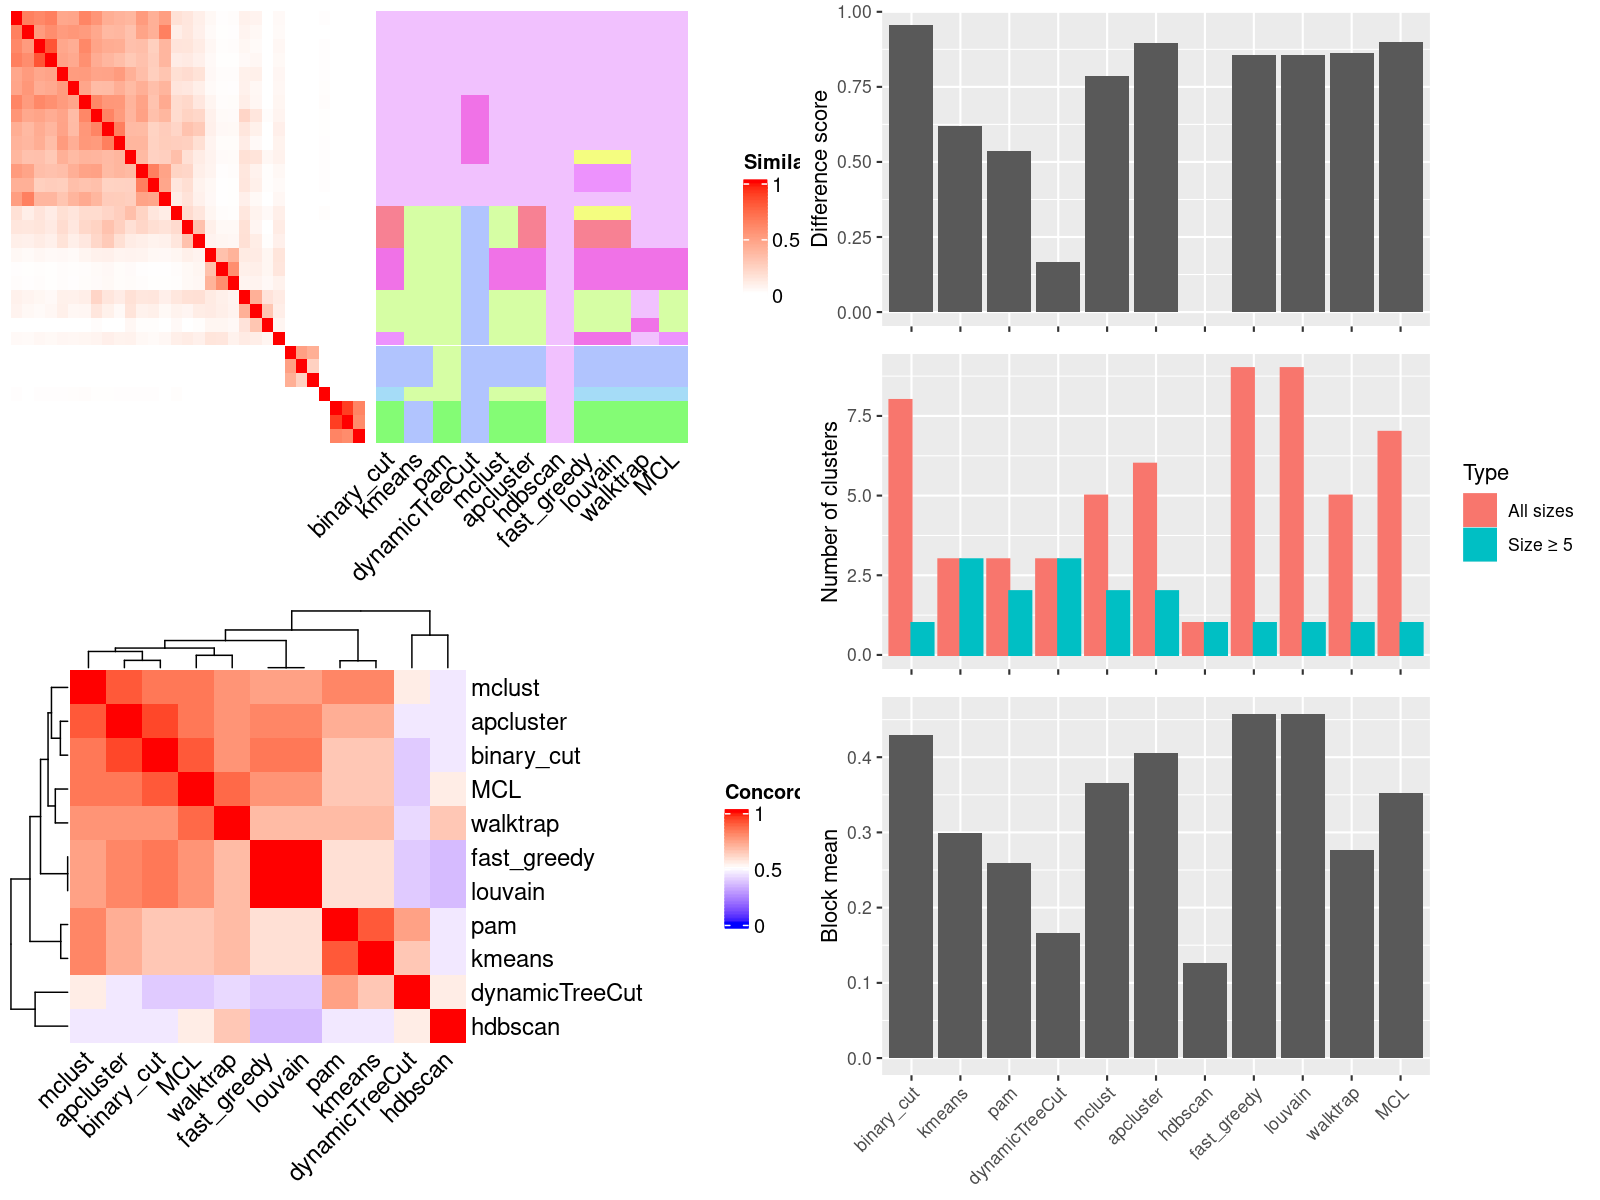 Simila
1
0.5
0
binary_cut
kmeans
pam
dynamicTreeCut
mclust
apcluster
hdbscan
fast_greedy
louvain
walktrap
MCL
Difference score
1.00
0.75
0.50
0.25
0.00
Number of clusters
7.5
5.0
2.5
0.0
Type
All sizes
Size ≥ 5
mclust
apcluster
binary_cut
MCL
walktrap
fast_greedy
louvain
pam
kmeans
dynamicTreeCut
hdbscan
mclust
apcluster
binary_cut
MCL
walktrap
fast_greedy
louvain
pam
kmeans
dynamicTreeCut
hdbscan
Concord
1
0.5
0
Block mean
0.4
0.3
0.2
0.1
0.0
binary_cut
kmeans
pam
dynamicTreeCut
mclust
apcluster
hdbscan
fast_greedy
louvain
walktrap
MCL